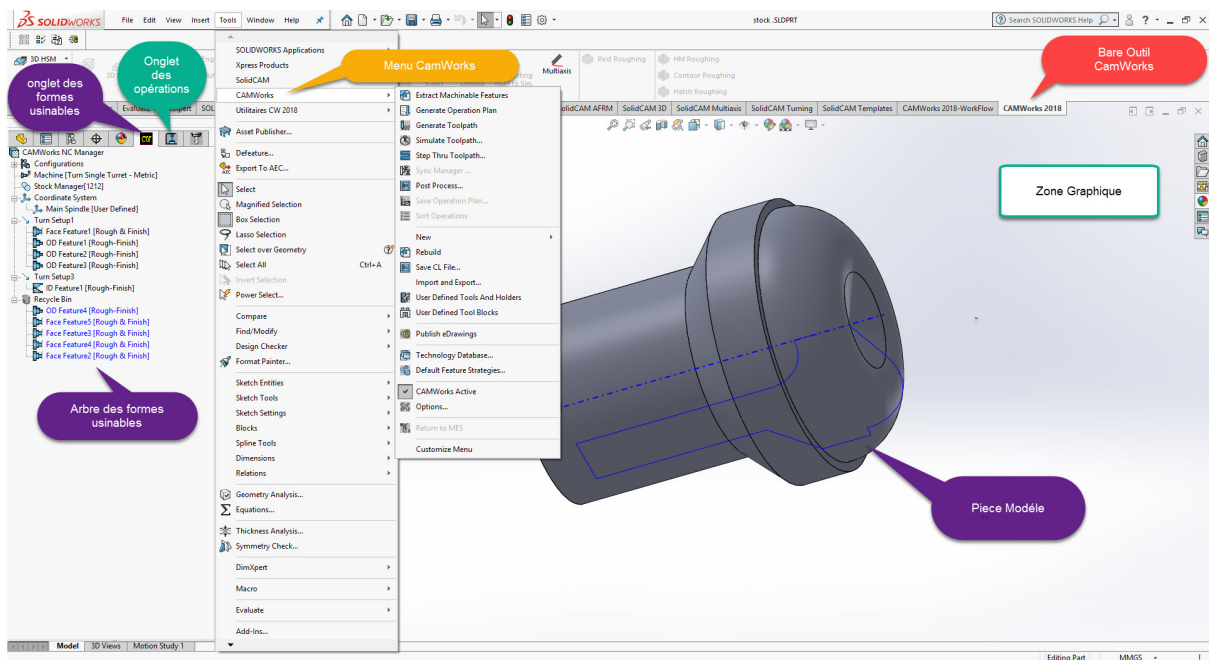 SOLIDWORKS File Edit View Insert Tools Window Help stock .SLDPRT Search SOLIDWORKS Help
3D HSM
Onglet
des
opérations
onglet des
formes
usinables
Menu CamWorks
Bare Outil
CamWorks
Multiaxis
Rest Roughing
HM Roughing
Contour Roughing
Hatch Roughing
Evaluate
SolidCAM AFRM SolidCAM 3D SolidCAM Multiaxis SolidCAM Turning SolidCAM Templates CAMWorks 2018-WorkFlow CAMWorks 2018
CAMWorks NC Manager
Configurations
Machine [Turn Single Turret - Metric]
Stock Manager[1212]
Coordinate System
Main Spindle [User Defined]
Turn Setup1
Face Feature1 [Rough & Finish]
OD Feature1 [Rough-Finish]
OD Feature2 [Rough-Finish]
OD Feature3 [Rough-Finish]
Turn Setup3
ID Feature1 [Rough-Finish]
Recycle Bin
OD Feature4 [Rough-Finish]
Face Feature5 [Rough & Finish]
Face Feature3 [Rough & Finish]
Face Feature4 [Rough & Finish]
Face Feature2 [Rough & Finish]
Arbre des formes
usinables
SOLIDWORKS Applications
Xpress Products
SolidCAM
CAMWorks
Utilitaires CW 2018
Asset Publisher...
Defeature...
Export To AEC...
Select
Magnified Selection
Box Selection
Lasso Selection
Select over Geometry
Select All Ctrl+A
Invert Selection
Power Select...
Compare
Find/Modify
Design Checker
Format Painter...
Sketch Entities
Sketch Tools
Sketch Settings
Blocks
Spline Tools
Dimensions
Relations
Geometry Analysis...
Equations...
Thickness Analysis...
Symmetry Check...
DimXpert
Macro
Evaluate
Add-Ins...
Extract Machinable Features
Generate Operation Plan
Generate Toolpath
Simulate Toolpath...
Step Thru Toolpath...
Sync Manager ...
Post Process...
Save Operation Plan...
Sort Operations
New
Rebuild
Save CL File...
Import and Export...
User Defined Tools And Holders
User Defined Tool Blocks
Publish eDrawings
Technology Database...
Default Feature Strategies...
CAMWorks Active
Options...
Return to MES
Customize Menu
Zone Graphique
Piece Modéle
Model 3D Views Motion Study 1
Editing Part MMGS